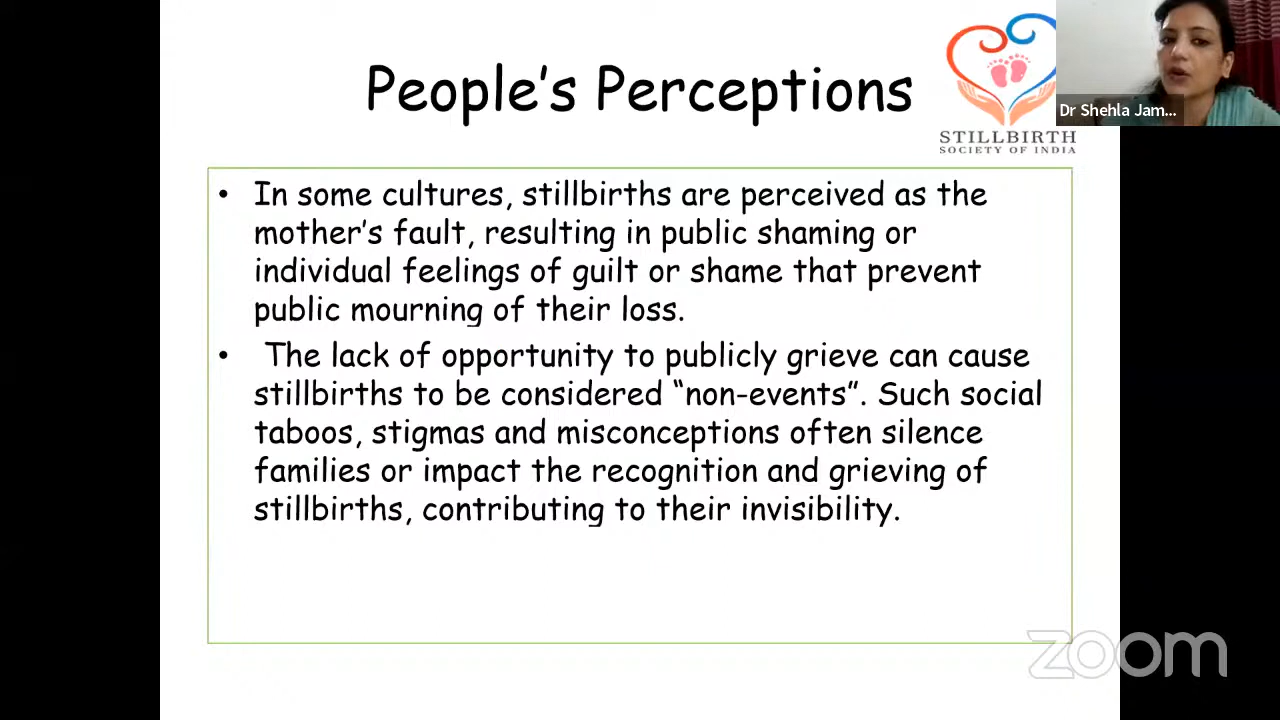 People's Perceptions
STILLBIRTH
SOCIETY OF INDIA
Dr Shehla Jam...
• In some cultures, stillbirths are perceived as the
mother's fault, resulting in public shaming or
individual feelings of guilt or shame that prevent
public mourning of their loss.
• The lack of opportunity to publicly grieve can cause
stillbirths to be considered “non-events”. Such social
taboos, stigmas and misconceptions often silence
families or impact the recognition and grieving of
stillbirths, contributing to their invisibility.
zoom